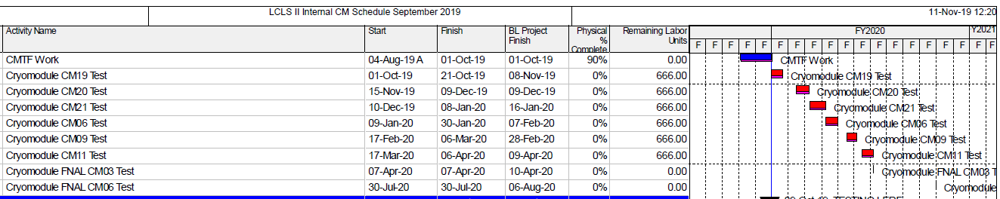 LCLS II Internal CM Schedule September 2019 11-Nov-19 12:20
Activity Name Start Finish BL Project Finish Physical % Complete Remaining Labor Units FY2020 Y2021
F F F F F F F F F F F F F F F F F F F
CMTF Work 04-Aug-19 A 01-Oct-19 01-Oct-19 90% 0.00 CMTF Work
Cryomodule CM19 Test 01-Oct-19 21-Oct-19 08-Nov-19 0% 666.00 Cryomodule CM19 Test
Cryomodule CM20 Test 15-Nov-19 09-Dec-19 09-Dec-19 0% 666.00 Cryomodule CM20 Test
Cryomodule CM21 Test 10-Dec-19 08-Jan-20 16-Jan-20 0% 666.00 Cryomodule CM21 Test
Cryomodule CM06 Test 09-Jan-20 30-Jan-20 07-Feb-20 0% 666.00 Cryomodule CM06 Test
Cryomodule CM09 Test 17-Feb-20 06-Mar-20 28-Feb-20 0% 666.00 Cryomodule CM09 Test
Cryomodule CM11 Test 17-Mar-20 06-Apr-20 09-Apr-20 0% 666.00 Cryomodule CM11 Test
Cryomodule FNAL CM03 Test 07-Apr-20 07-Apr-20 10-Apr-20 0% 0.00 Cryomodule FNAL CM03 T
Cryomodule FNAL CM06 Test 30-Jul-20 30-Jul-20 06-Aug-20 0% 0.00 Cryomodule